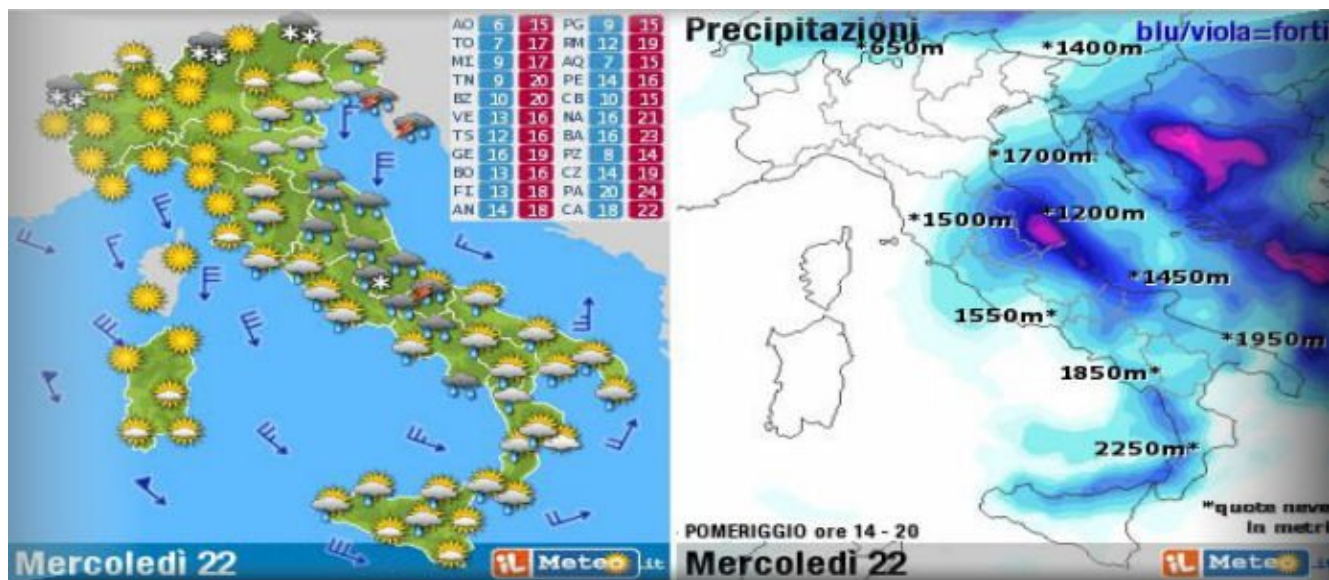 AO 6 15 PG 9 15
TO 7 17 RM 12 19
MI 9 17 AQ 7 15
TN 9 20 PE 14 16
BZ 10 20 CB 10 15
VE 13 16 NA 16 21
TS 12 16 BA 16 23
GE 16 19 PZ 8 14
BO 13 16 CZ 14 19
FI 13 18 PA 20 24
AN 14 18 CA 18 22
Mercoledì 22
iL Meteo.it
Precipitazioni
blu/viola=forti
*650m
*1400m
*1700m
*1500m
*1200m
*1450m
1550m*
*1950m
1850m*
2250m*
*quote neve
In metri
POMERIGGIO ore 14 - 20
Mercoledì 22
iL Meteo.it